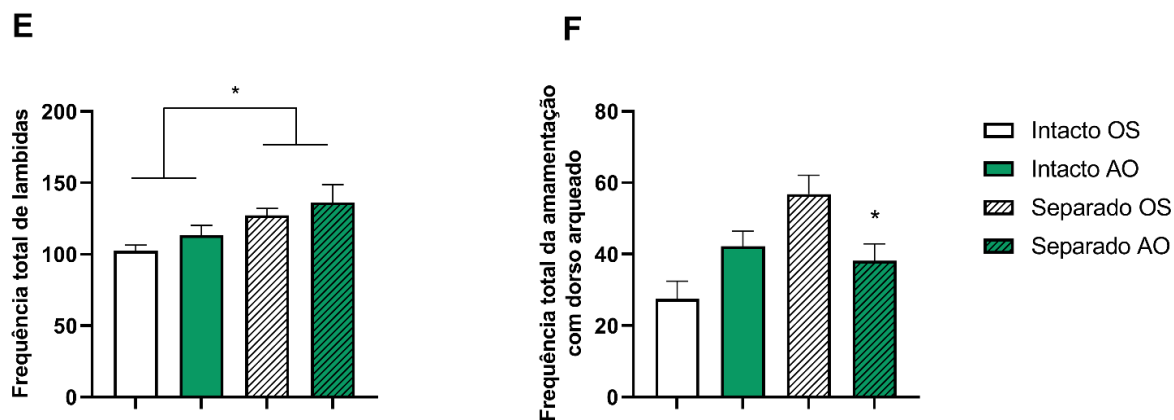 E
Frequência total de lambidas
200
150
100
50
0
*
F
Frequência total da amamentação
com dorso arqueado
80
60
40
20
0
*
Intacto OS
Intacto AO
Separado OS
Separado AO